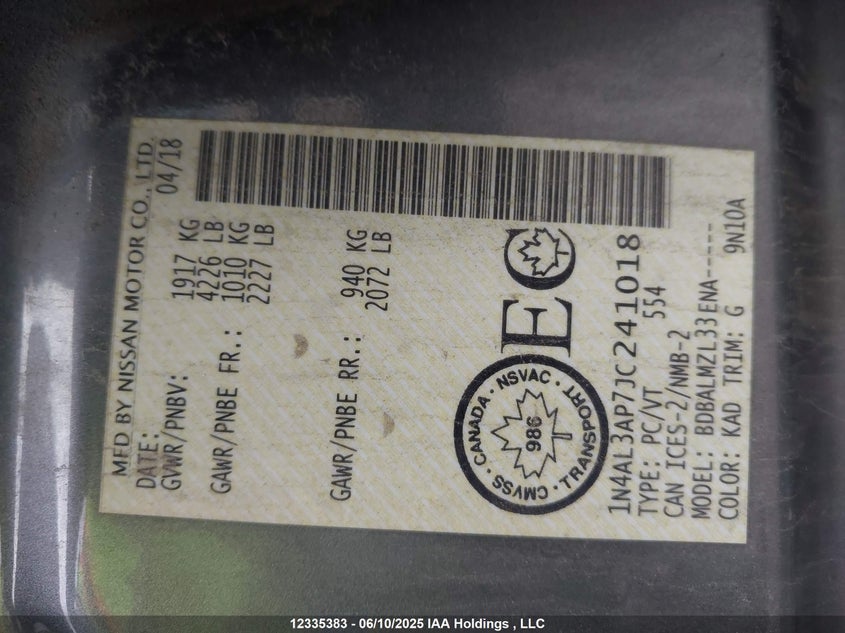 MFD BY NISSAN MOTOR CO., LTD.
DATE: 04/18
GVWR/PNBV: 1917 KG
4226 LB
GAWR/PNBE FR.: 1010 KG
2227 LB
GAWR/PNBE RR.: 940 KG
2072 LB
CMVSS · CANADA · NSVAC · TRANSPORT ·
986
EC
T
1N4AL3AP7JC241018
TYPE: PC/VT 554
CAN ICES-2/NMB-2
MODEL: BDBALMZL33ENA-----
COLOR: KAD TRIM: G 9N10A
12335383 - 06/10/2025 IAA Holdings , LLC